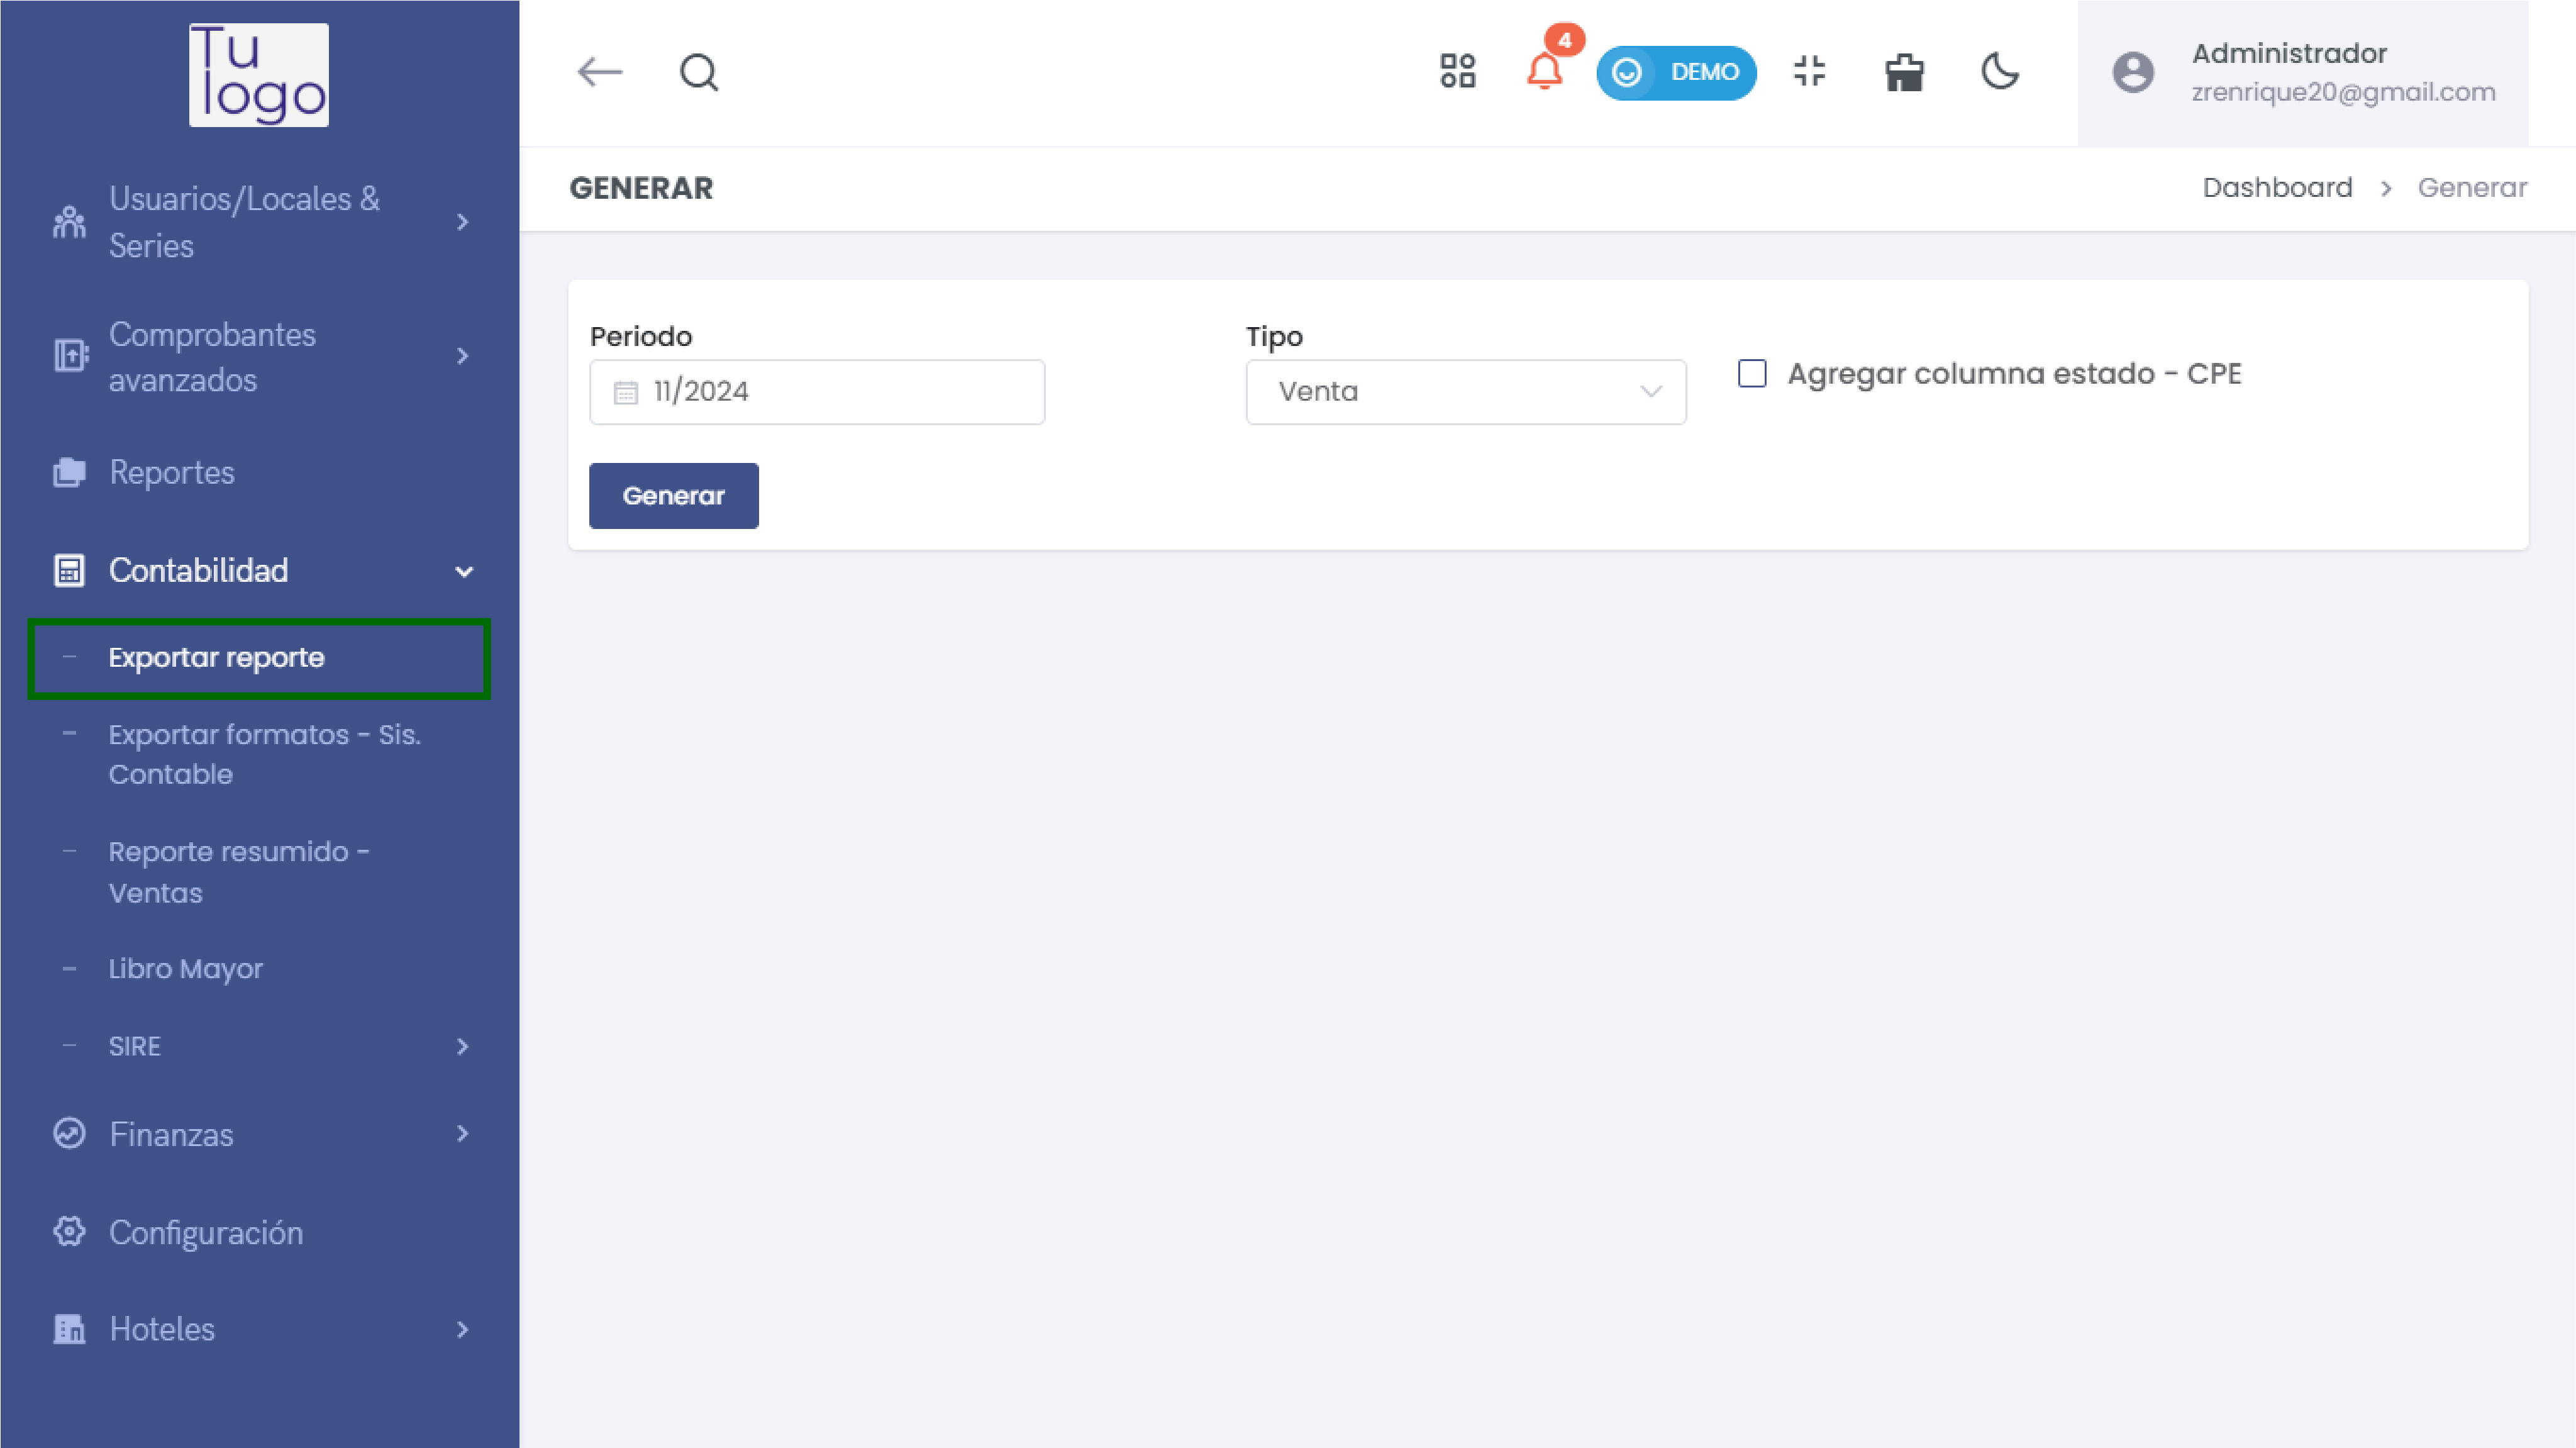 Tu
logo
Usuarios/Locales &
Series
Comprobantes
avanzados
Reportes
Contabilidad
Exportar reporte
Exportar formatos - Sis.
Contable
Reporte resumido -
Ventas
Libro Mayor
SIRE
Finanzas
Configuración
Hoteles
4
DEMO
Administrador
zrenrique20@gmail.com
GENERAR
Dashboard > Generar
Periodo
11/2024
Tipo
Venta
Agregar columna estado - CPE
Generar